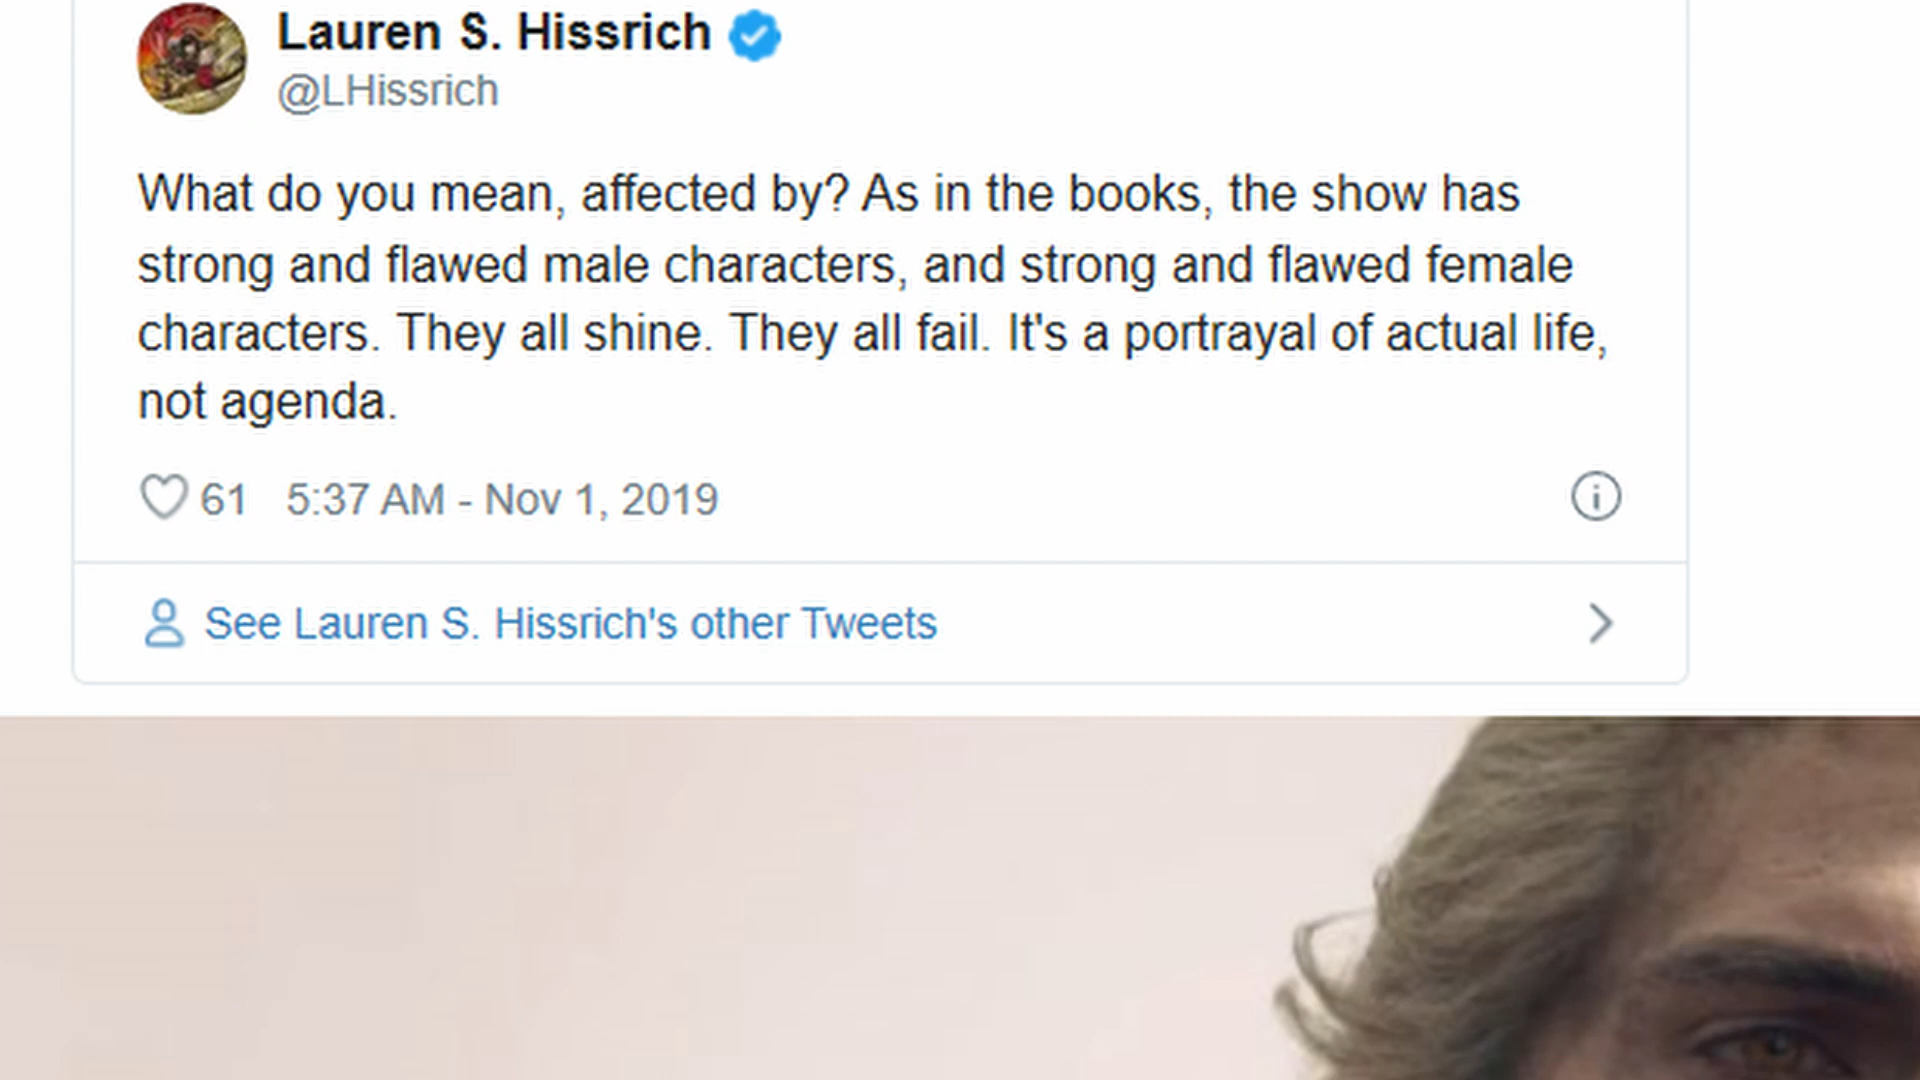 Lauren S. Hissrich
@LHissrich
What do you mean, affected by? As in the books, the show has
strong and flawed male characters, and strong and flawed female
characters. They all shine. They all fail. It's a portrayal of actual life,
not agenda.
61 5:37 AM - Nov 1, 2019
See Lauren S. Hissrich's other Tweets